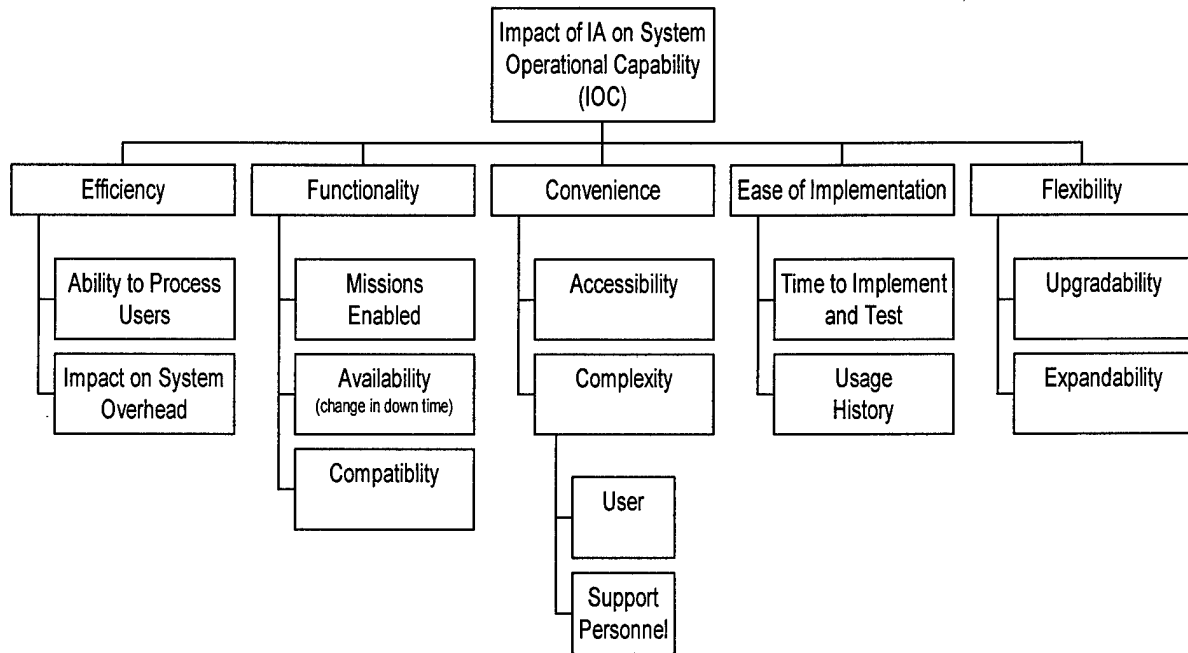 Impact of IA on System
Operational Capability
(IOC)
Efficiency
Functionality
Convenience
Ease of Implementation
Flexibility
Ability to Process
Users
Missions
Enabled
Accessibility
Time to Implement
and Test
Upgradability
Impact on System
Overhead
Availability
(change in down time)
Complexity
Usage
History
Expandability
Compatiblity
User
Support
Personnel